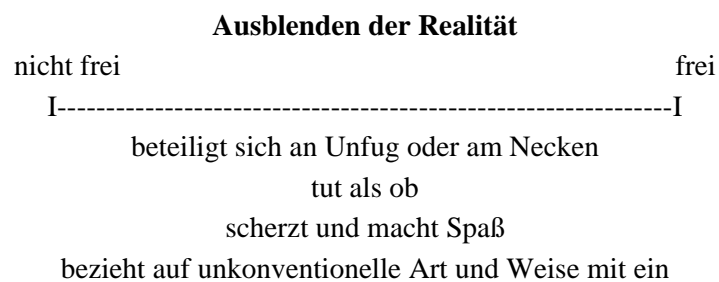 Ausblenden der Realität
nicht frei frei
I----------------------------------------------------------------I
beteiligt sich an Unfug oder am Necken
tut als ob
scherzt und macht Spaß
bezieht auf unkonventionelle Art und Weise mit ein